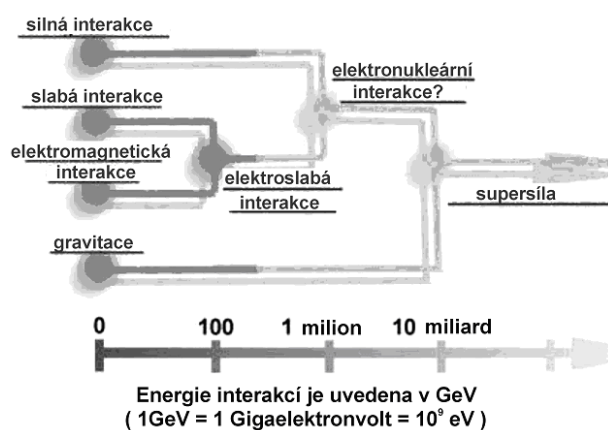 silná interakce
elektronukleární
interakce?
slabá interakce
elektromagnetická
interakce
elektroslabá
interakce
supersíla
gravitace
0 100 1 milion 10 miliard
Energie interakcí je uvedena v GeV
( 1GeV = 1 Gigaelektronvolt = 10⁹ eV )